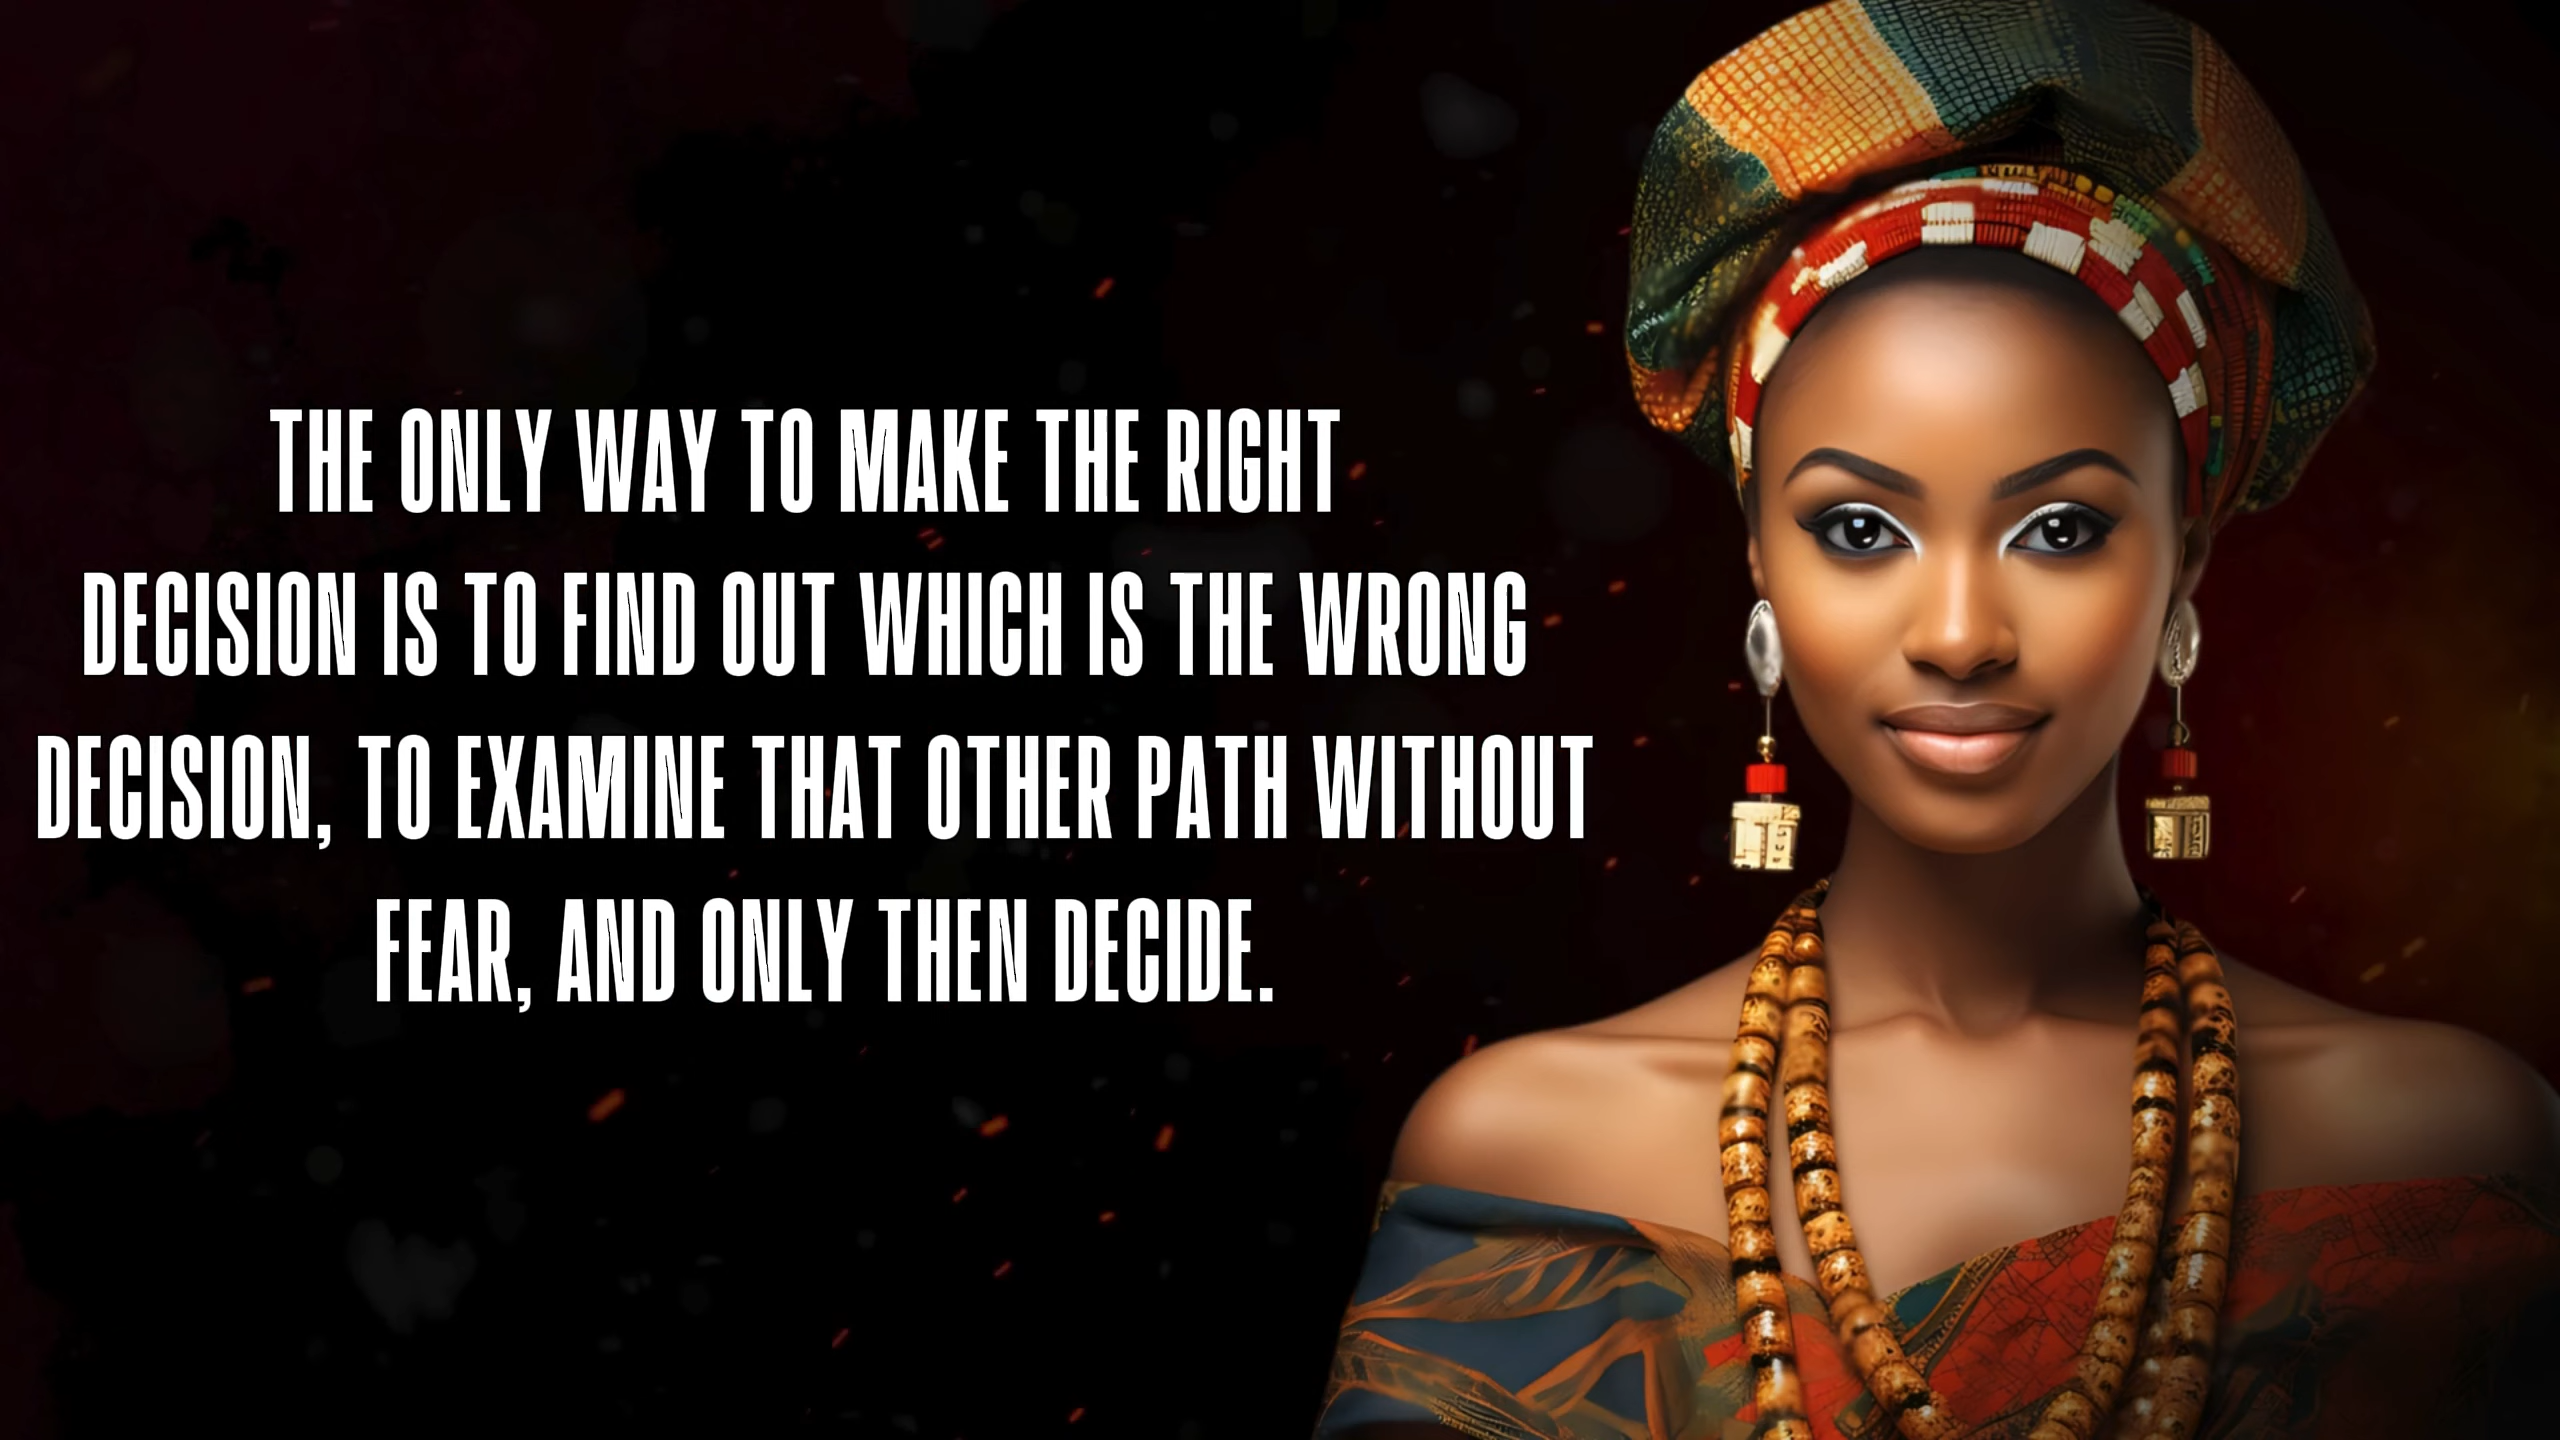 THE ONLY WAY TO MAKE THE RIGHT
DECISION IS TO FIND OUT WHICH IS THE WRONG
DECISION, TO EXAMINE THAT OTHER PATH WITHOUT
FEAR, AND ONLY THEN DECIDE.